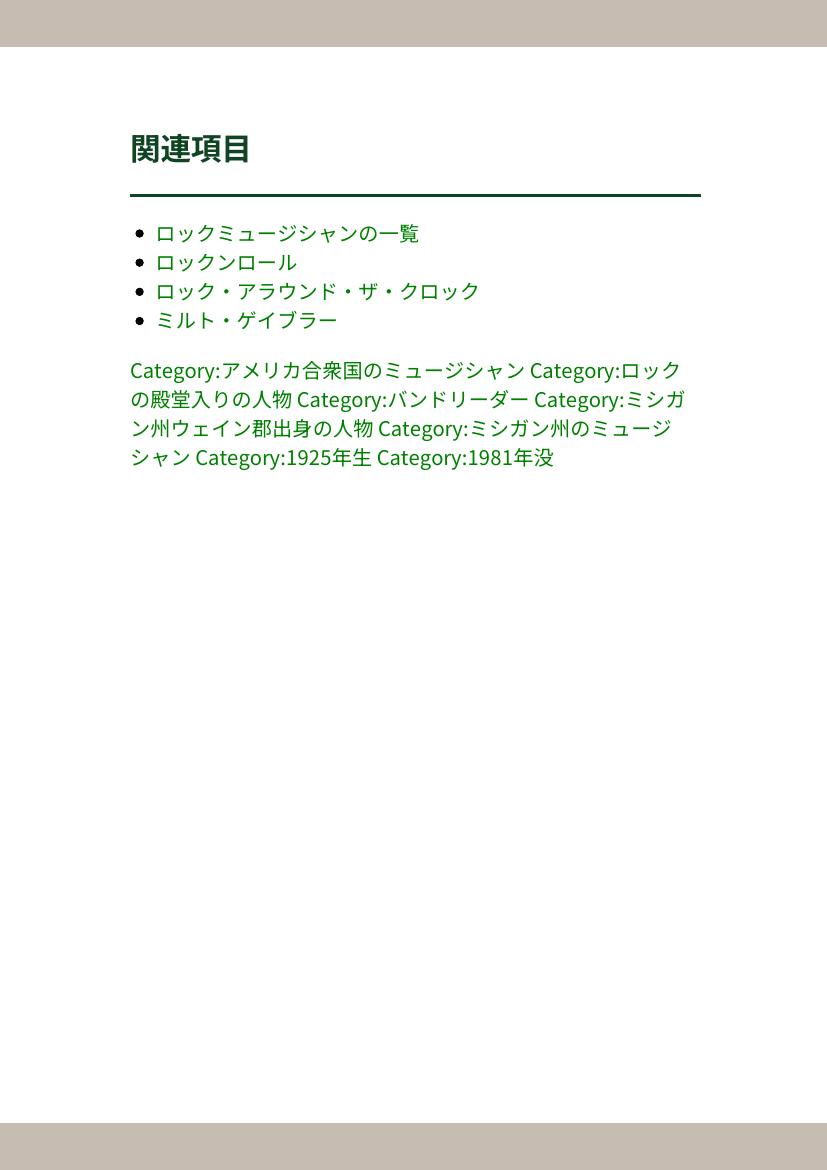 関連項目
ロックミュージシャンの一覧
ロックンロール
ロック・アラウンド・ザ・クロック
ミルト・ゲイブラー
Category:アメリカ合衆国のミュージシャン Category:ロック
の殿堂入りの人物 Category:バンドリーダー Category:ミシガ
ン州ウェイン郡出身の人物 Category:ミシガン州のミュージ
シャン Category:1925年生 Category:1981年没